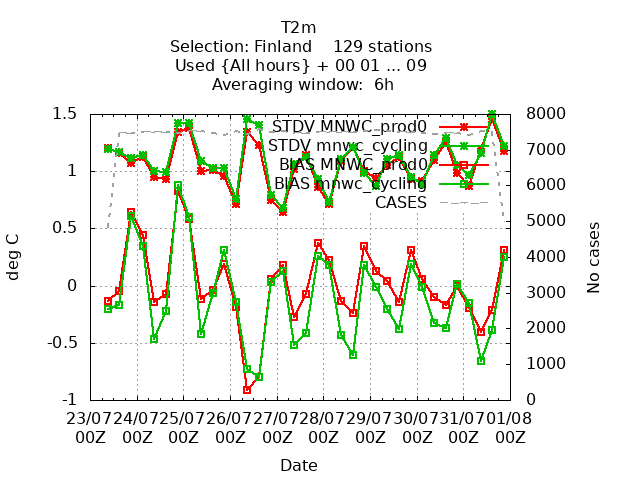 T2m
Selection: Finland 129 stations
Used {All hours} + 00 01 ... 09
Averaging window: 6h
STDV MNWC_prod0
STDV mnwc_cycling
BIAS MNWC_prod0
BIAS mnwc_cycling
CASES
1.5
1
0.5
0
-0.5
-1
deg C
8000
7000
6000
5000
4000
3000
2000
1000
0
No cases
23/07 24/07 25/07 26/07 27/07 28/07 29/07 30/07 31/07 01/08
00Z 00Z 00Z 00Z 00Z 00Z 00Z 00Z 00Z 00Z
Date